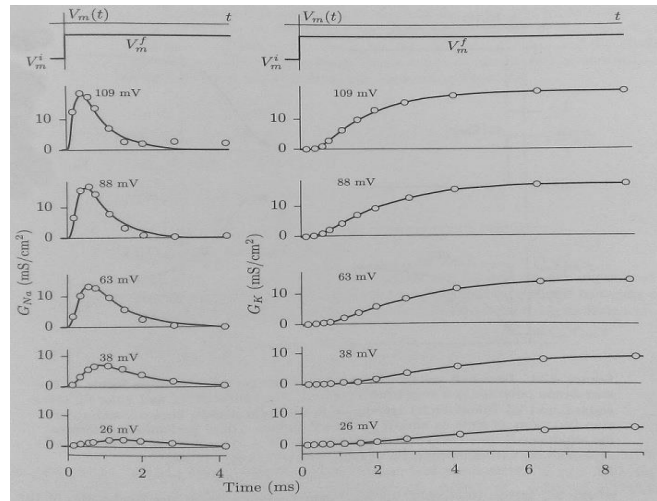 V_m(t) t
V_m^f
V_m^i
109 mV
10
0
88 mV
10
0
63 mV
10
0
38 mV
10
0
26 mV
10
0
G_Na (mS/cm²)
0 2 4
V_m(t) t
V_m^f
V_m^i
109 mV
10
0
88 mV
10
0
63 mV
10
0
38 mV
10
0
26 mV
10
0
G_K (mS/cm²)
0 2 4 6 8
Time (ms)